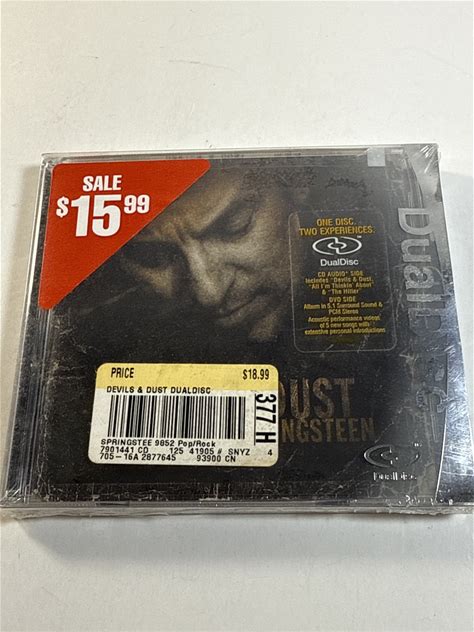 SALE
$15.99
ONE DISC.
TWO EXPERIENCES.
DualDisc
CD AUDIO* SIDE
Includes "Devils & Dust,
"All I'm Thinkin' About"
& "The Hitter"
DVD SIDE
Album in 5.1 Surround Sound &
PCM Stereo
Acoustic performance videos
of 5 new songs with
extensive personal introductions
PRICE $18.99
DEVILS & DUST DUALDISC
377 H
SPRINGSTEE 9852 Pop/Rock
7901441 CD 125 41905 # SNYZ 4
705-16A 2877645 93900 CN
DUST
NGSTEEN
DualDisc